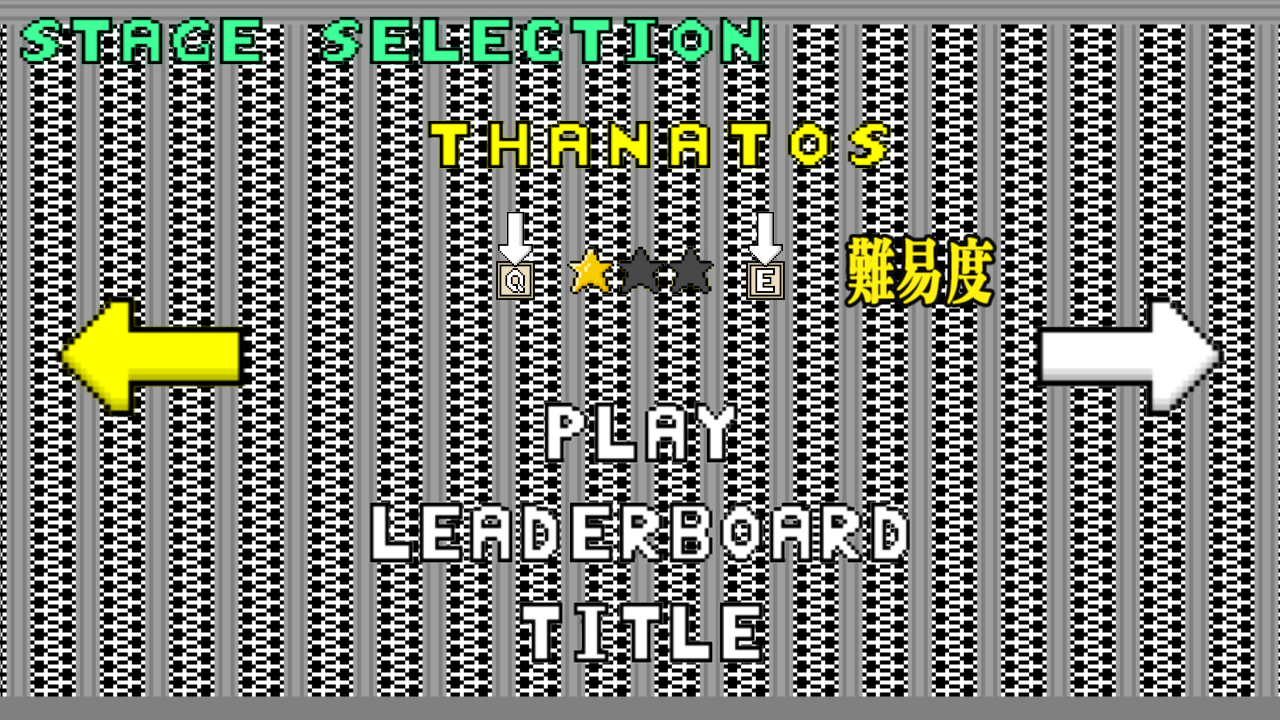 STAGE SELECTION
THANATOS
Q E 難易度
PLAY
LEADERBOARD
TITLE